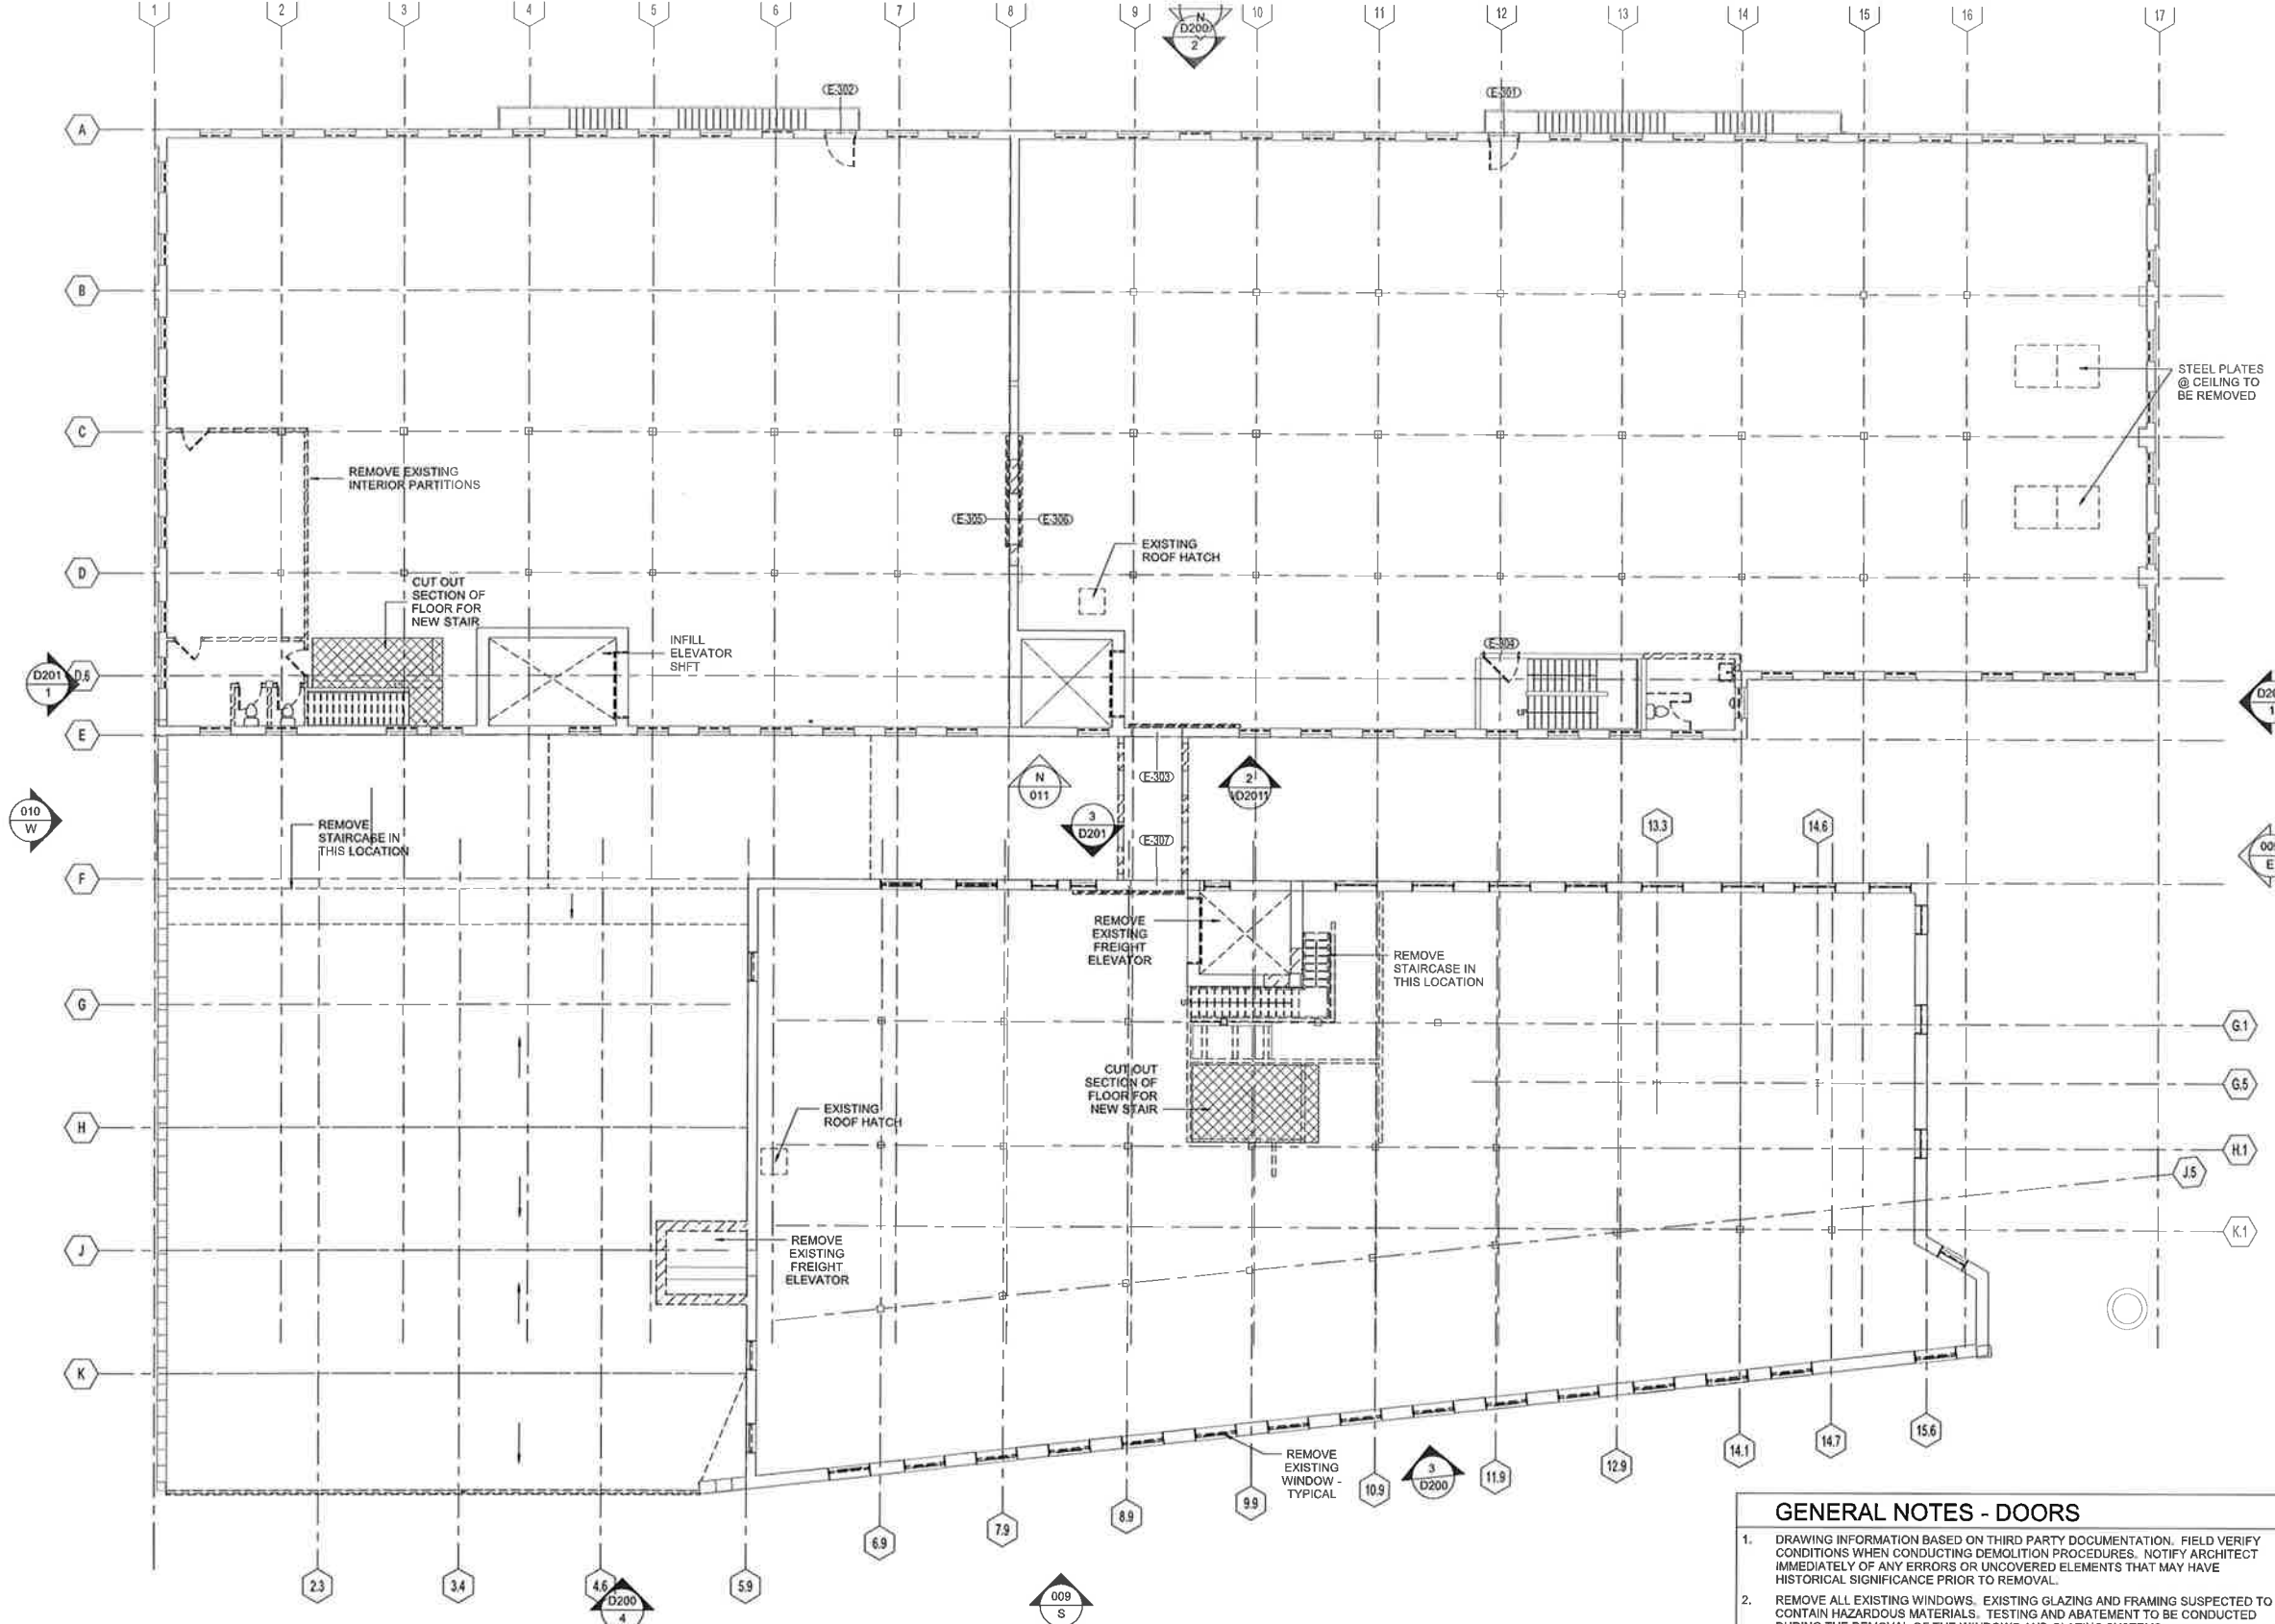 1 2 3 4 5 6 7 8 9 10 11 12 13 14 15 16 17
N
D200
2
E-302
E-301
A
B
STEEL PLATES
@ CEILING TO
BE REMOVED
C
REMOVE EXISTING
INTERIOR PARTITIONS
E-305
E-306
EXISTING
ROOF HATCH
D
CUT OUT
SECTION OF
FLOOR FOR
NEW STAIR
INFILL
ELEVATOR
SHFT
E-304
D201
1
D.6
UP
E
N
011
E-303
2
D2011
010
W
REMOVE
STAIRCASE IN
THIS LOCATION
3
D201
E-307
13.3
14.6
F
REMOVE
EXISTING
FREIGHT
ELEVATOR
REMOVE
STAIRCASE IN
THIS LOCATION
G
G.1
CUT OUT
SECTION OF
FLOOR FOR
NEW STAIR
G.5
EXISTING
ROOF HATCH
H
H.1
J.5
REMOVE
EXISTING
FREIGHT
ELEVATOR
J
K.1
K
REMOVE
EXISTING
WINDOW -
TYPICAL
3
D200
2.3
3.4
4.6
5.9
6.9
7.9
8.9
9.9
10.9
11.9
12.9
14.1
14.7
15.6
D200
4
009
S
GENERAL NOTES - DOORS
1. DRAWING INFORMATION BASED ON THIRD PARTY DOCUMENTATION. FIELD VERIFY
CONDITIONS WHEN CONDUCTING DEMOLITION PROCEDURES. NOTIFY ARCHITECT
IMMEDIATELY OF ANY ERRORS OR UNCOVERED ELEMENTS THAT MAY HAVE
HISTORICAL SIGNIFICANCE PRIOR TO REMOVAL.
2. REMOVE ALL EXISTING WINDOWS. EXISTING GLAZING AND FRAMING SUSPECTED TO
CONTAIN HAZARDOUS MATERIALS. TESTING AND ABATEMENT TO BE CONDUCTED